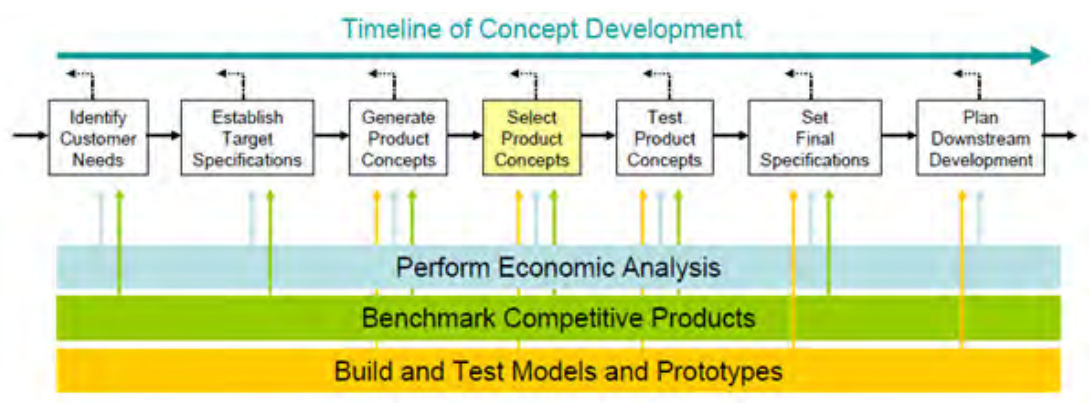 Timeline of Concept Development
Identify
Customer
Needs
Establish
Target
Specifications
Generate
Product
Concepts
Select
Product
Concepts
Test
Product
Concepts
Set
Final
Specifications
Plan
Downstream
Development
Perform Economic Analysis
Benchmark Competitive Products
Build and Test Models and Prototypes